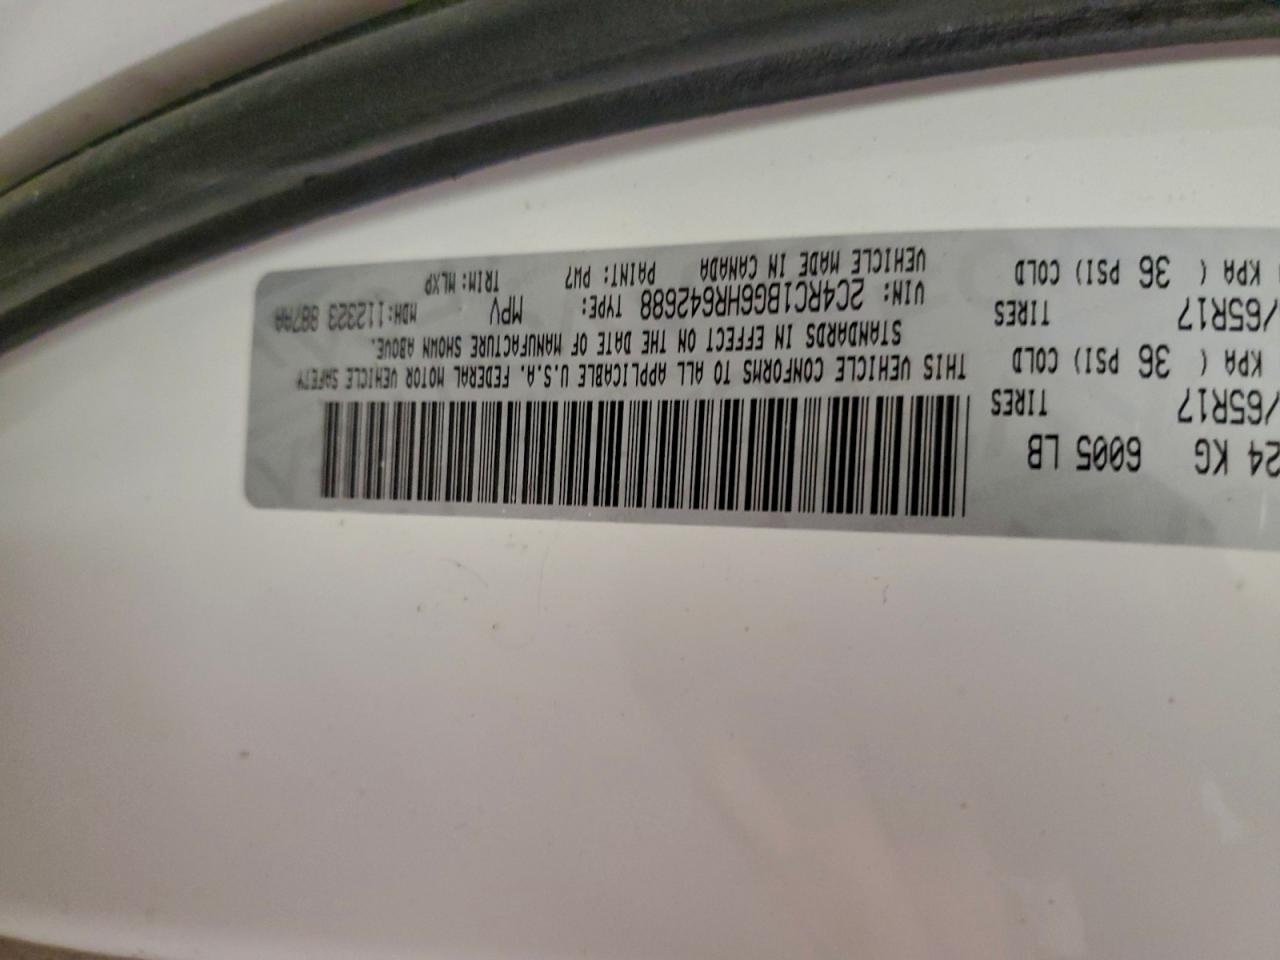 24 KG 6005 LB
/65R17 TIRES
KPA ( 36 PSI) COLD
/65R17 TIRES
KPA ( 36 PSI) COLD
THIS VEHICLE CONFORMS TO ALL APPLICABLE U.S.A. FEDERAL MOTOR VEHICLE SAFETY
STANDARDS IN EFFECT ON THE DATE OF MANUFACTURE SHOWN ABOVE.
VIN: 2C4RC1BG6HR642688 TYPE: MPV MDH:112323 887AA
VEHICLE MADE IN CANADA PAINT: PW7 TRIM: MLXP